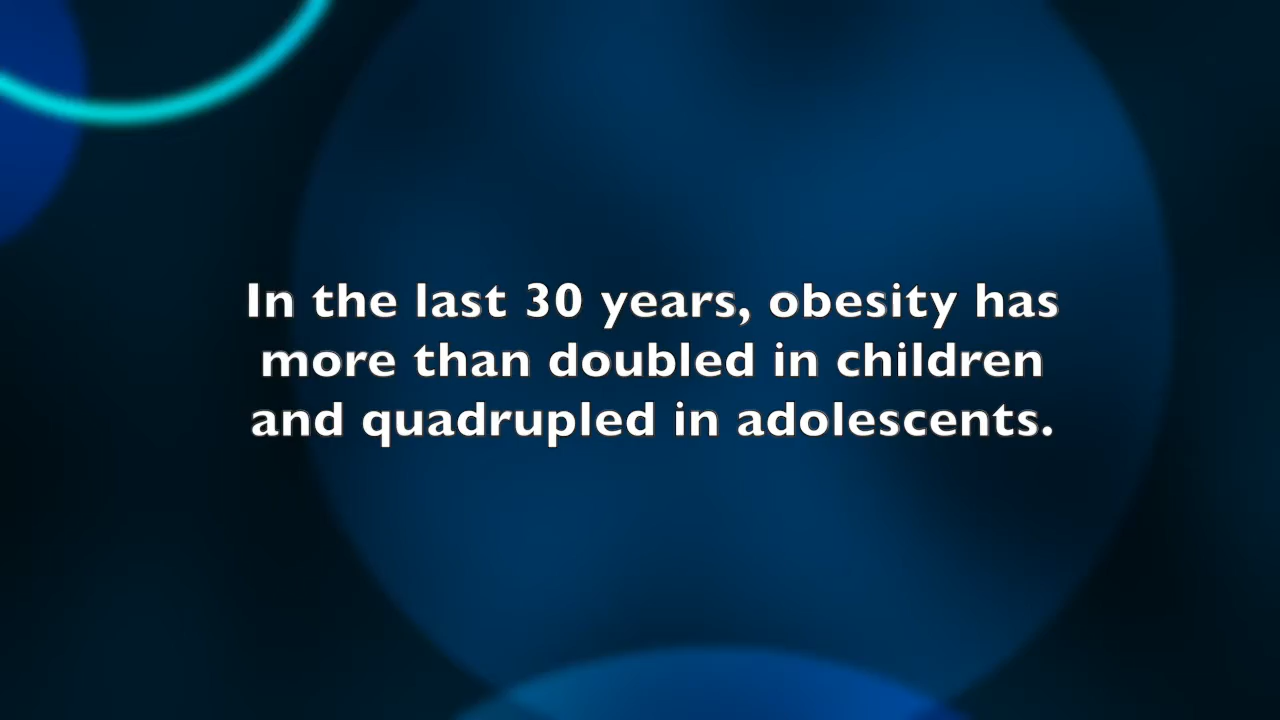 In the last 30 years, obesity has
more than doubled in children
and quadrupled in adolescents.